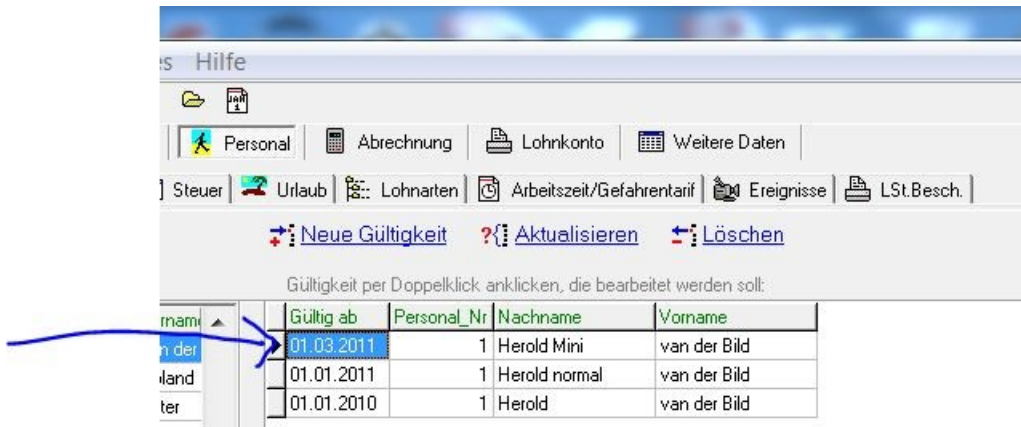 es Hilfe
JAN 1
Personal Abrechnung Lohnkonto Weitere Daten
Steuer Urlaub Lohnarten Arbeitszeit/Gefahrentarif Ereignisse LSt.Besch.
Neue Gültigkeit ?{} Aktualisieren Löschen
Gültigkeit per Doppelklick anklicken, die bearbeitet werden soll:
rname Gültig ab Personal_Nr Nachname Vorname
n der 01.03.2011 1 Herold Mini van der Bild
oland 01.01.2011 1 Herold normal van der Bild
ter 01.01.2010 1 Herold van der Bild